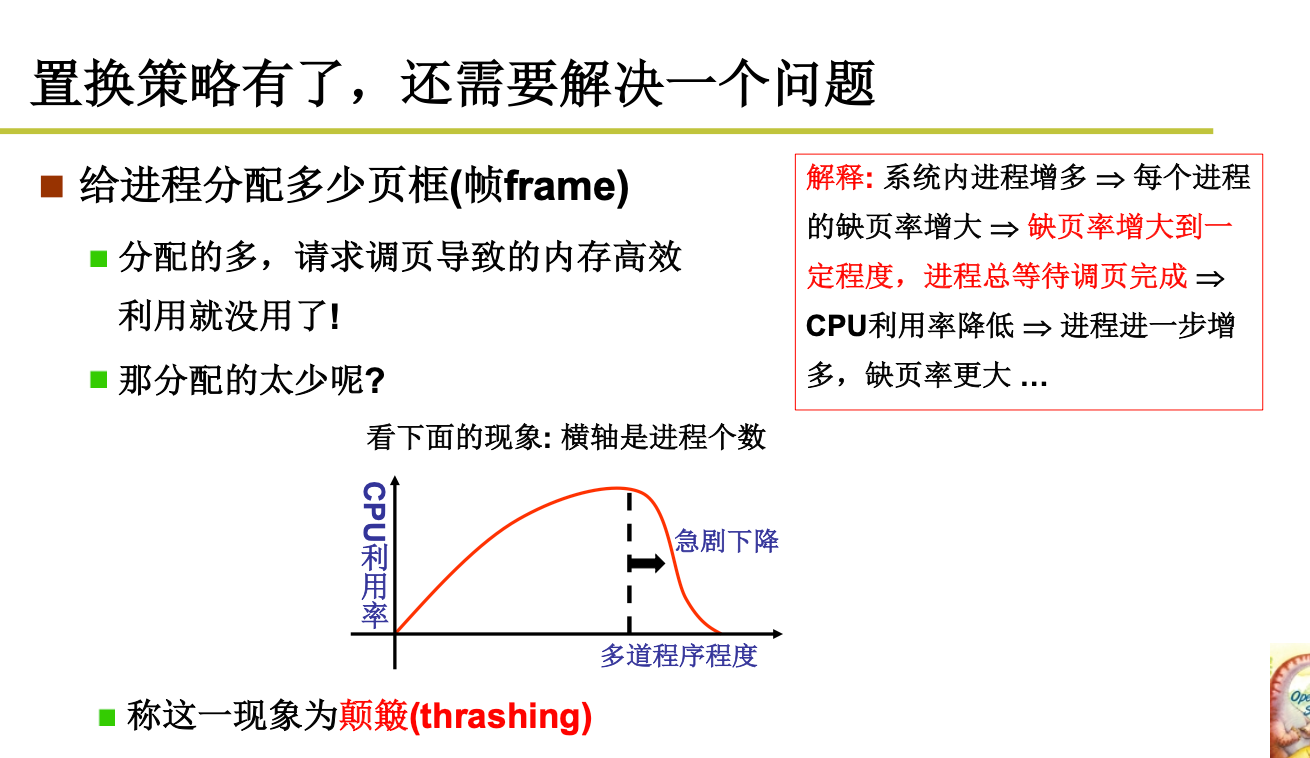 置换策略有了，还需要解决一个问题
给进程分配多少页框(帧frame)
分配的多，请求调页导致的内存高效
利用就没用了!
那分配的太少呢?
解释: 系统内进程增多 ⇒ 每个进程
的缺页率增大 ⇒ 缺页率增大到一
定程度，进程总等待调页完成 ⇒
CPU利用率降低 ⇒ 进程进一步增
多，缺页率更大 ...
看下面的现象: 横轴是进程个数
CPU利用率
急剧下降
多道程序程度
称这一现象为颠簸(thrashing)